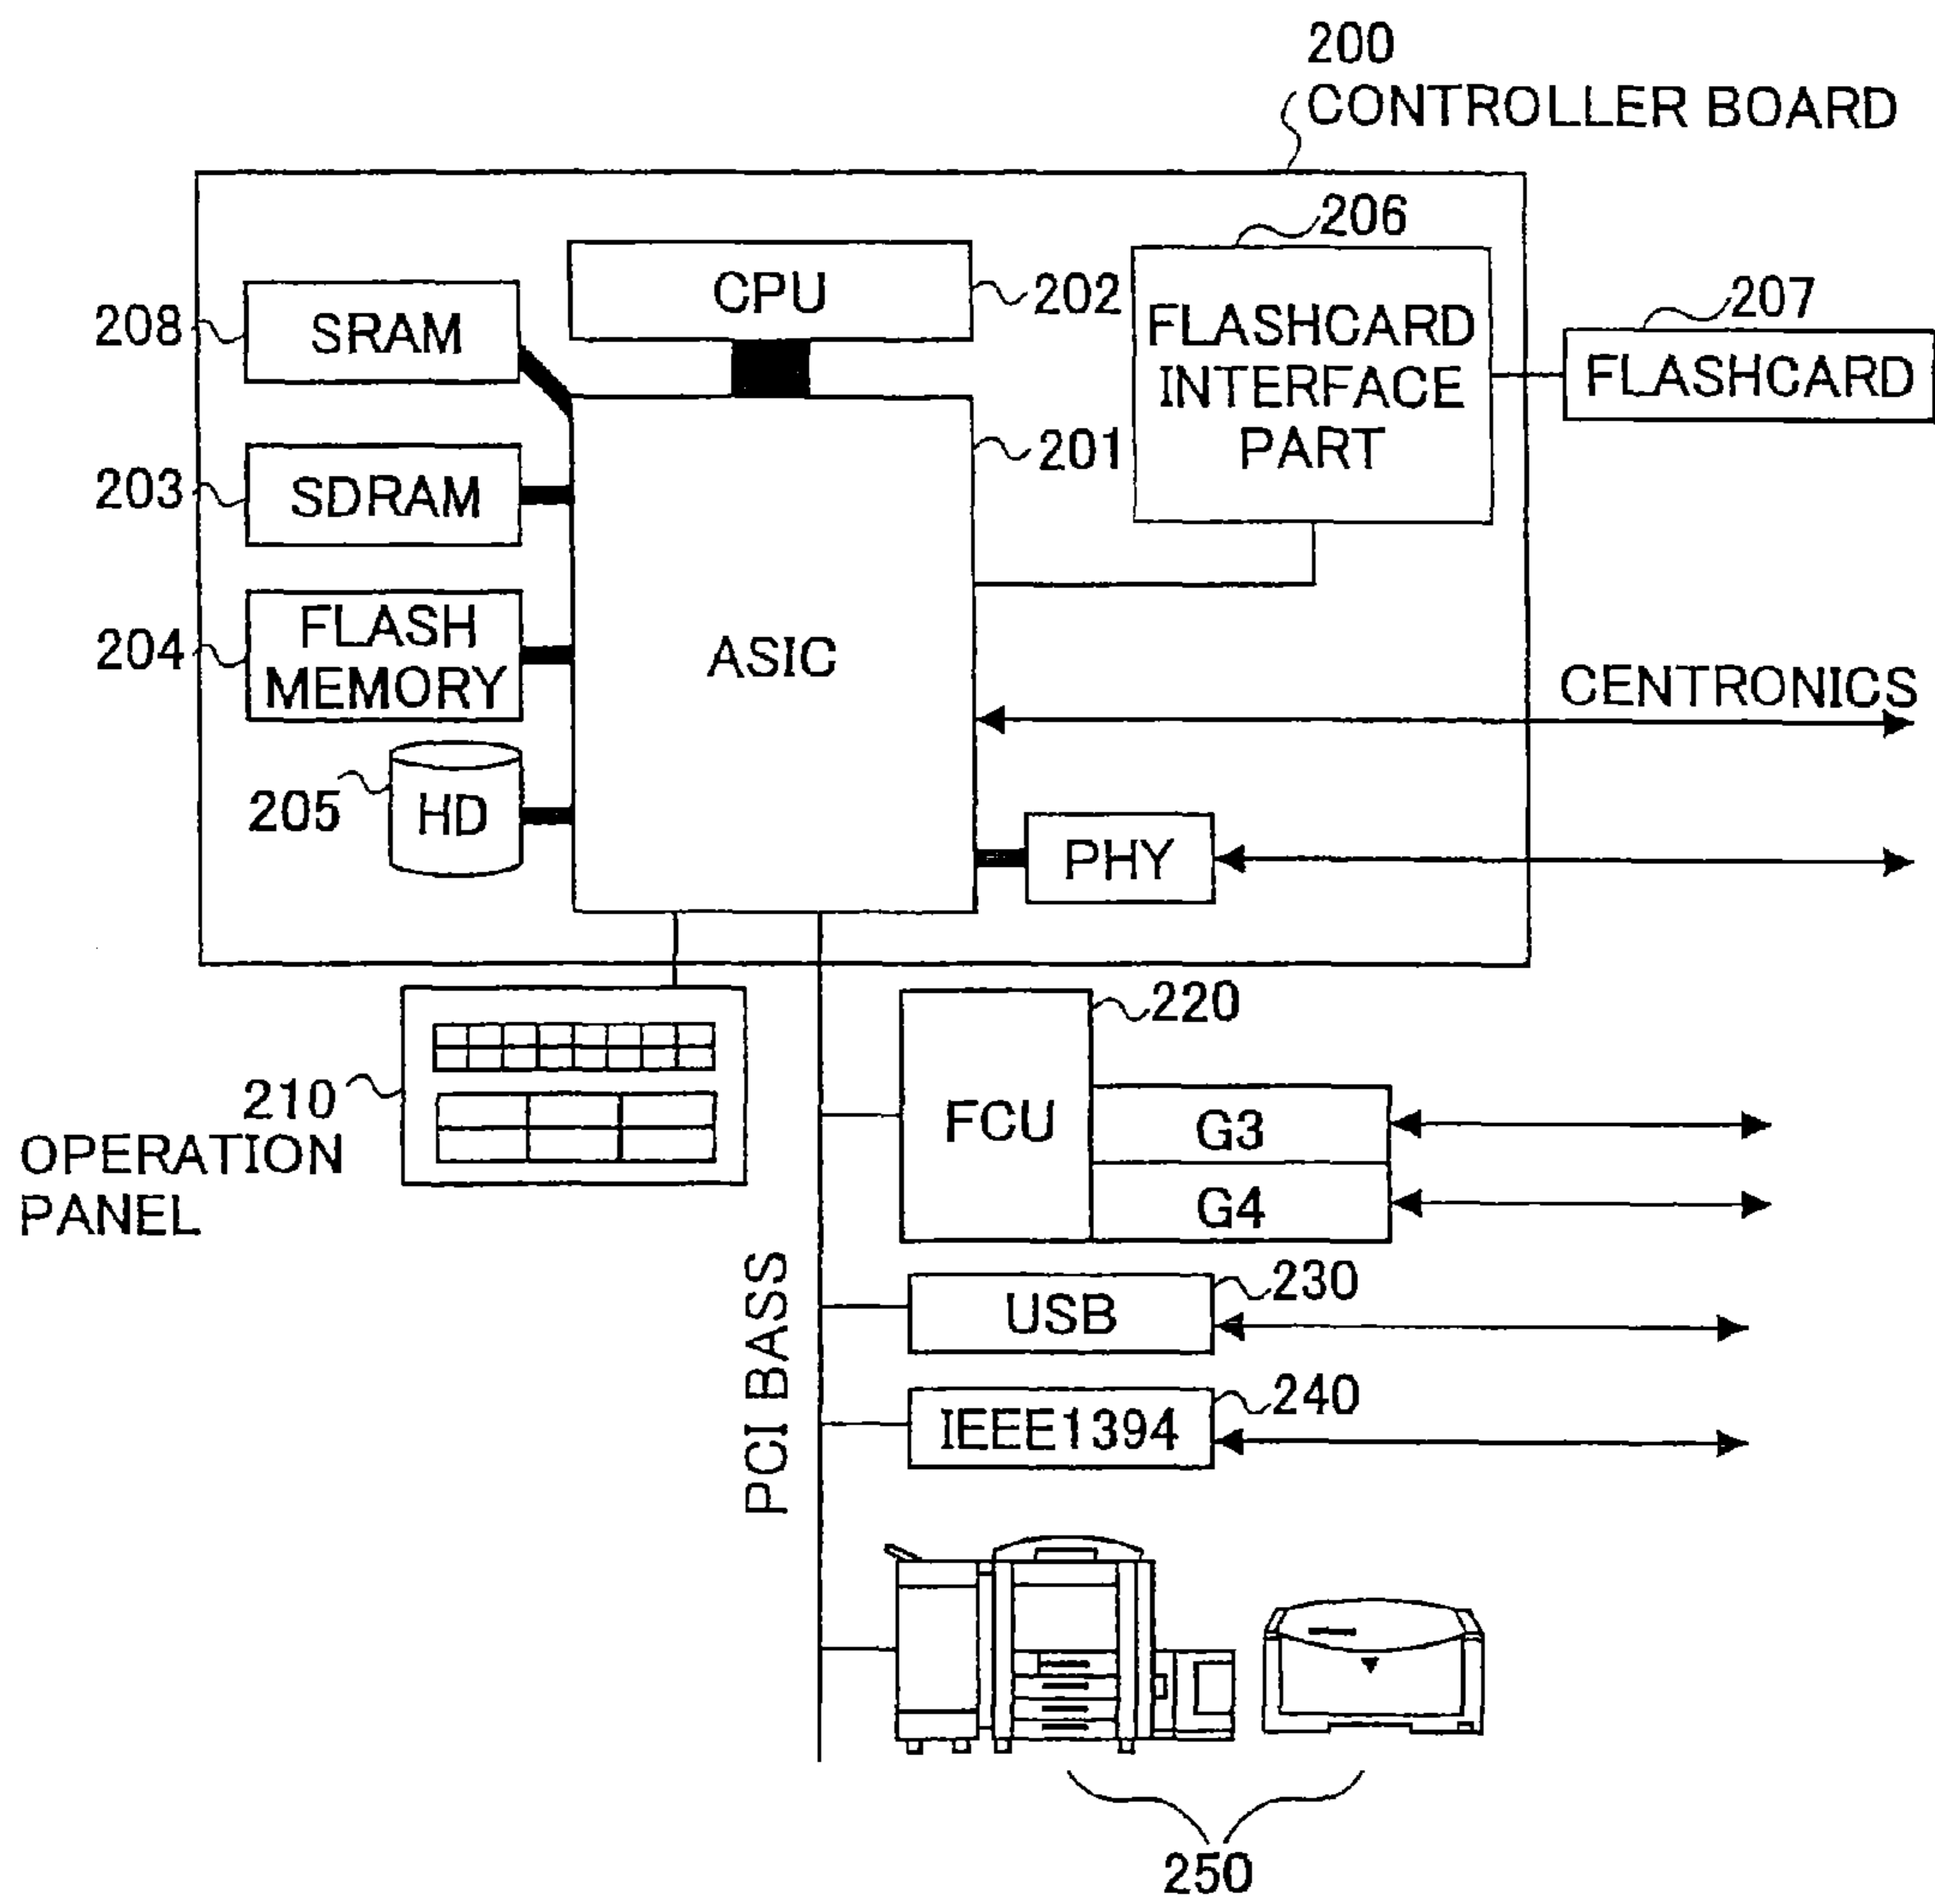 200
CONTROLLER BOARD
206
CPU
202
207
208
SRAM
FLASHCARD
INTERFACE
PART
FLASHCARD
201
203
SDRAM
204
FLASH
MEMORY
ASIC
CENTRONICS
205
HD
PHY
220
210
OPERATION
PANEL
FCU
G3
G4
PCI BASS
230
USB
240
IEEE1394
250